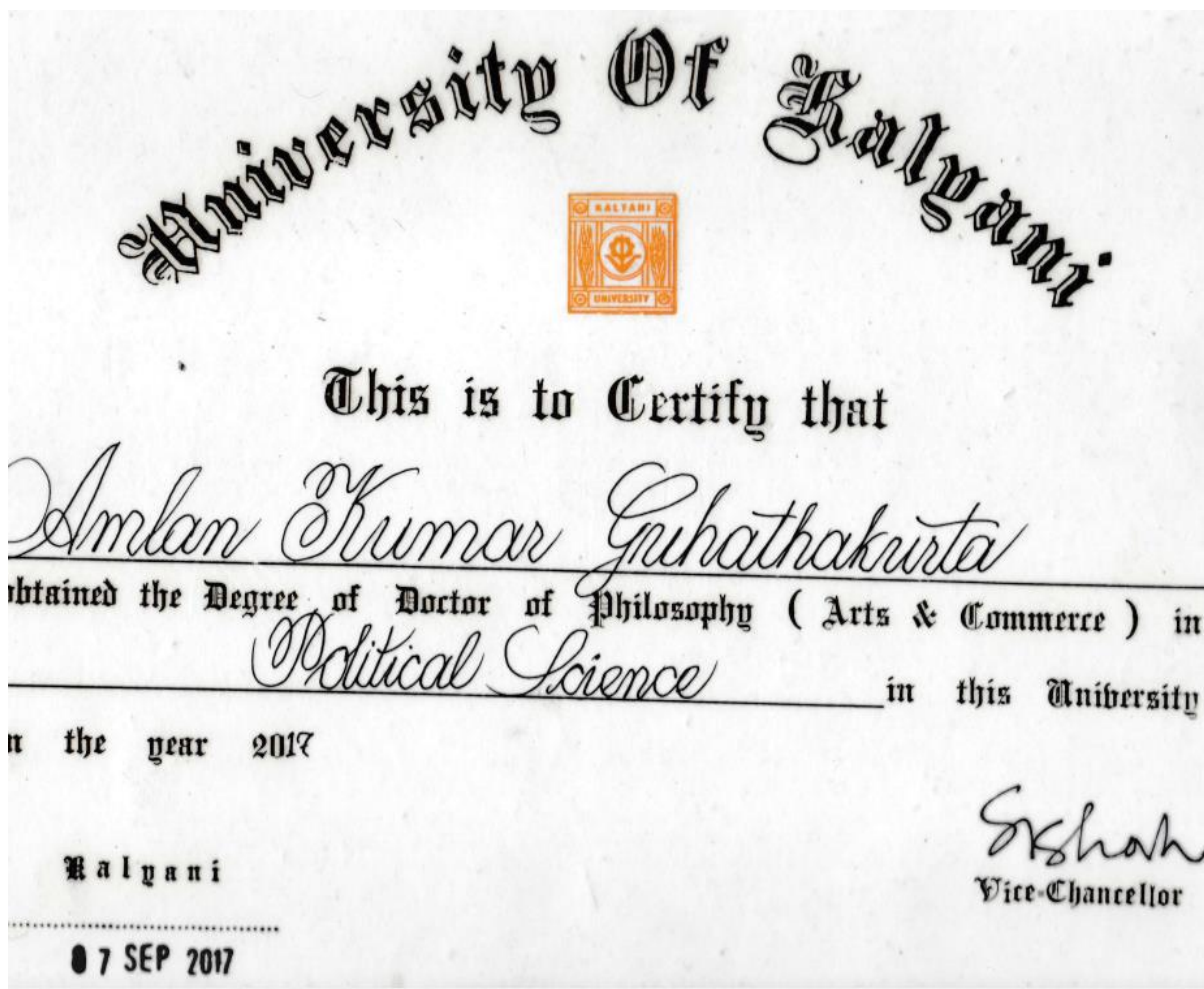 University Of Kalyani
KALYANI
UNIVERSITY
This is to Certify that
Amlan Kumar Guhathakurta
obtained the Degree of Doctor of Philosophy ( Arts & Commerce ) in
Political Science in this University
n the year 2017
Kalyani
Vice-Chancellor
07 SEP 2017